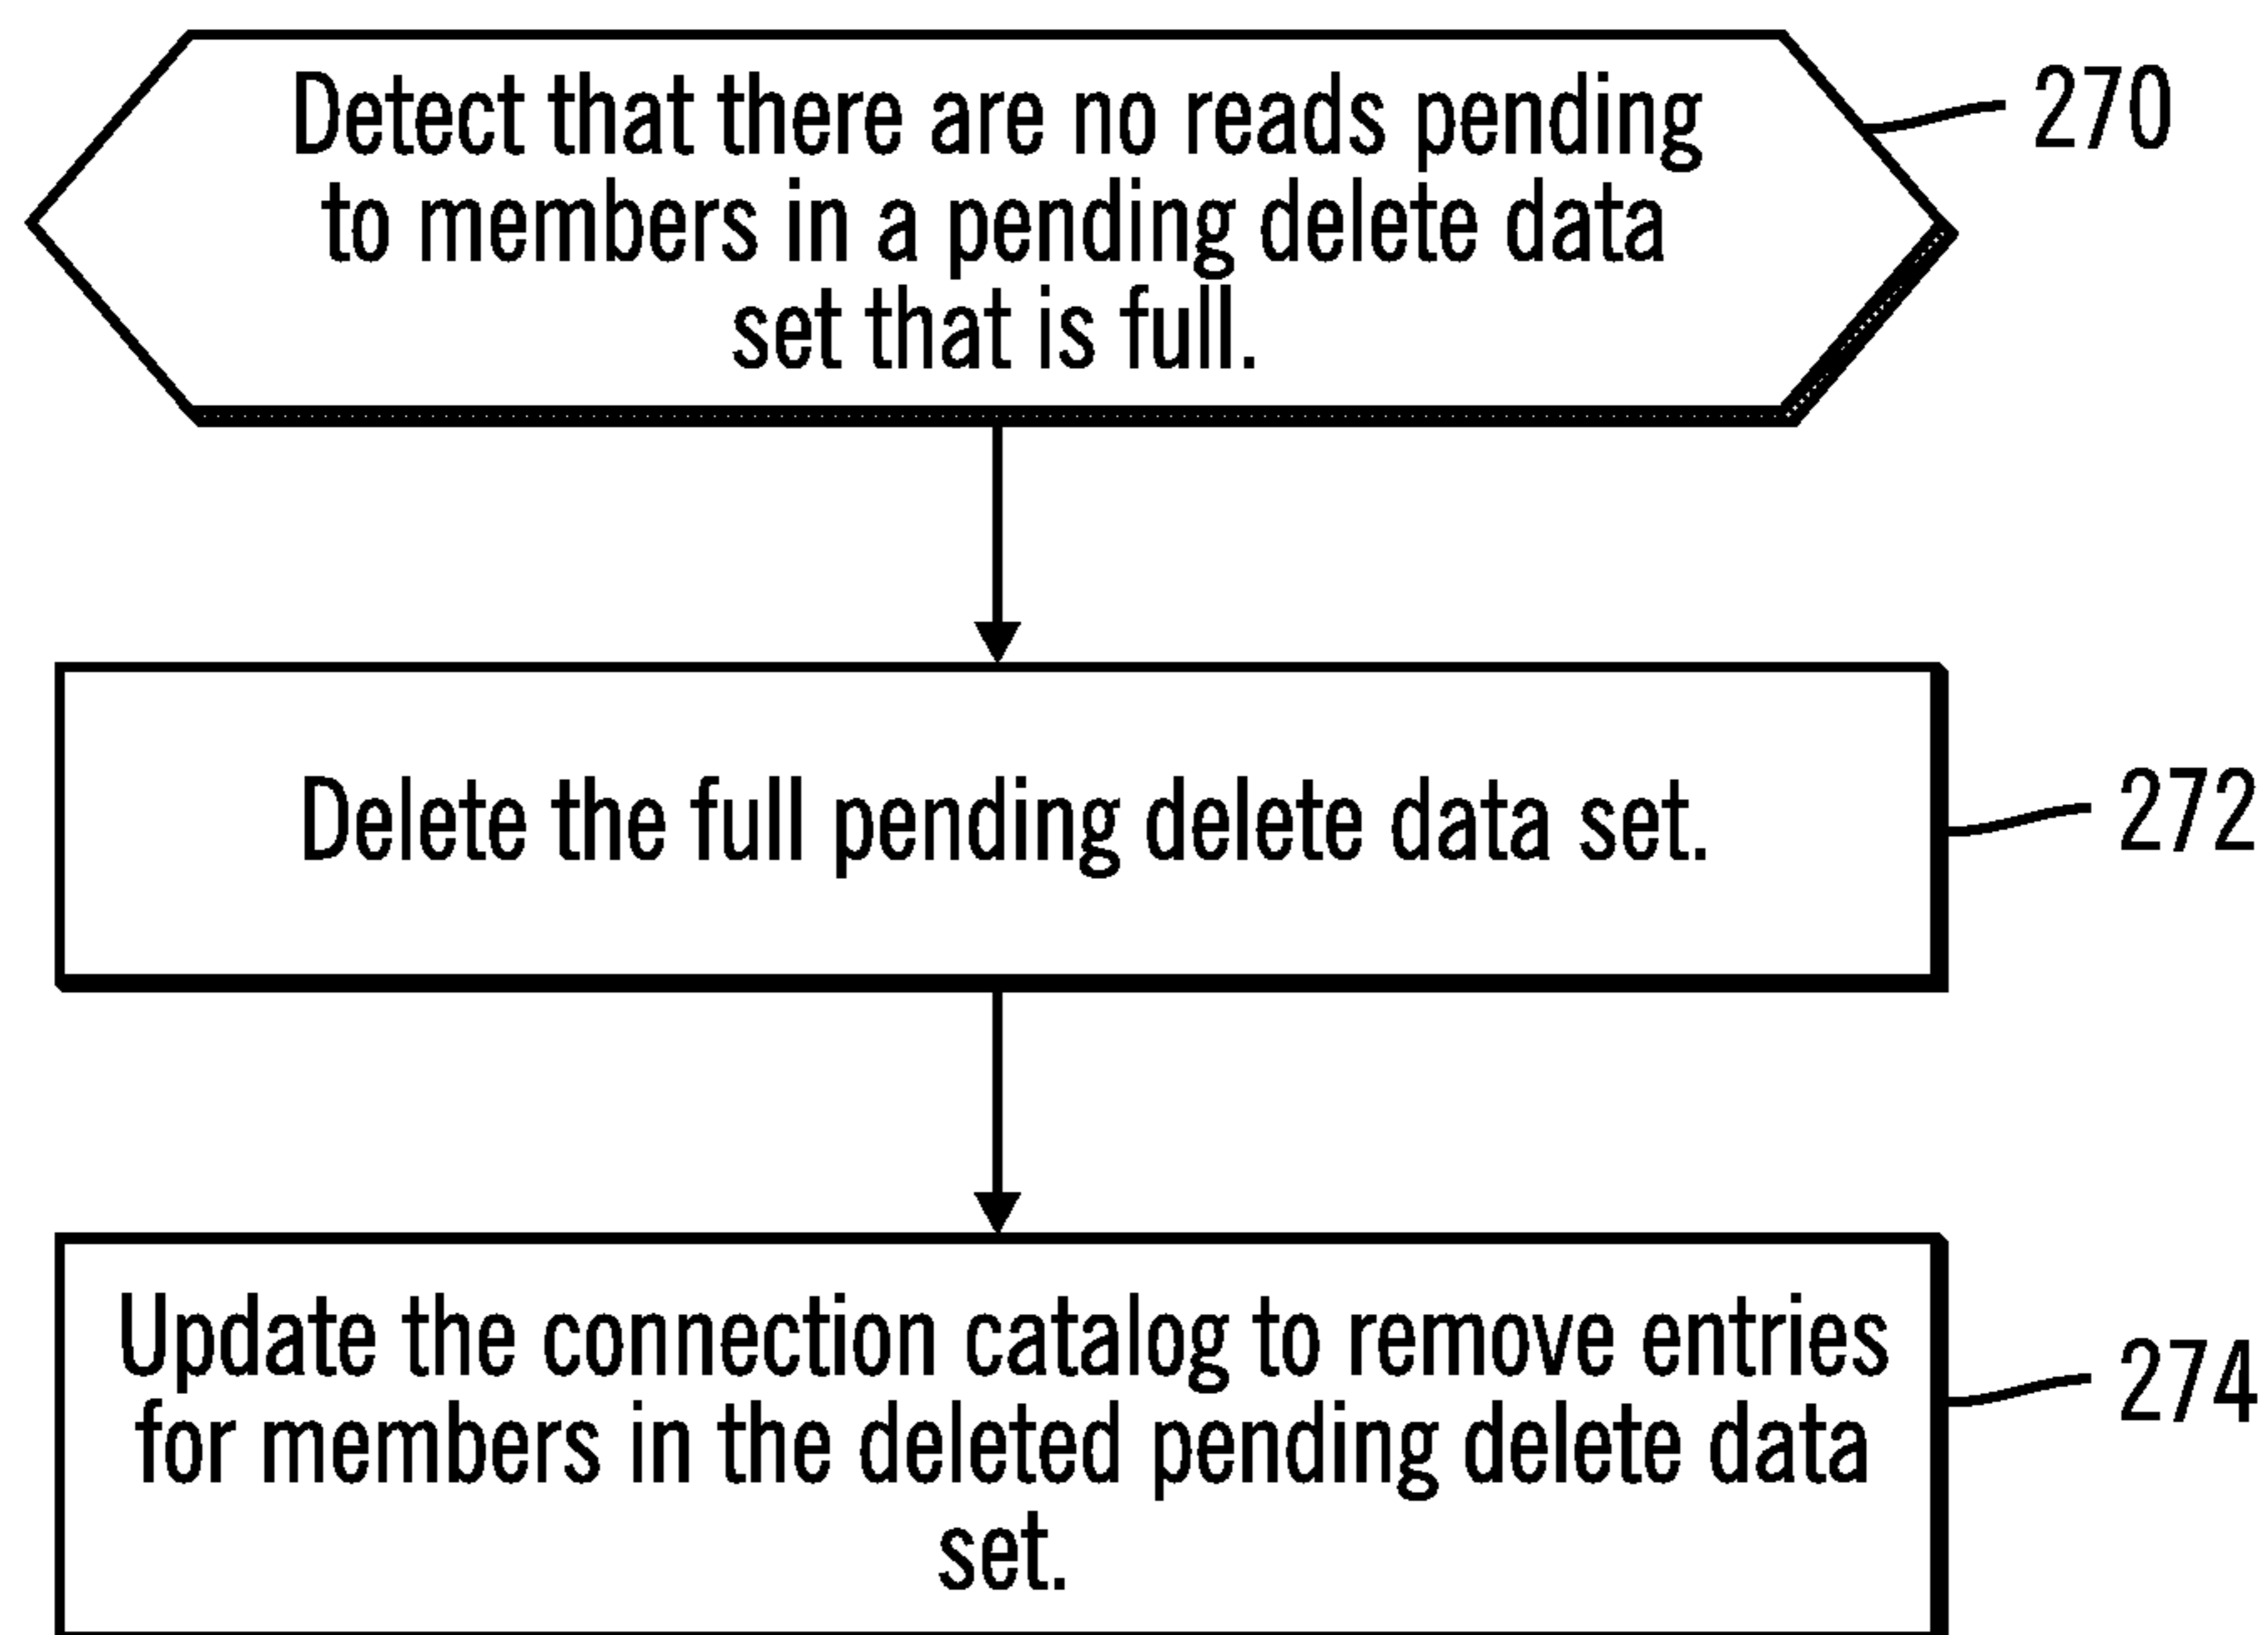 Detect that there are no reads pending
to members in a pending delete data
set that is full.
270
Delete the full pending delete data set.
272
Update the connection catalog to remove entries
for members in the deleted pending delete data
set.
274